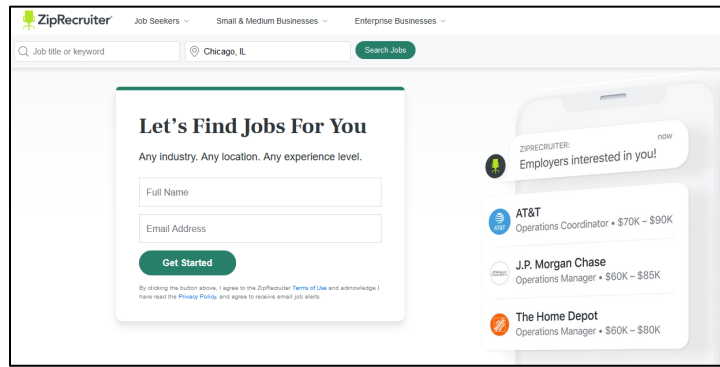 ZipRecruiter
Job Seekers
Small & Medium Businesses
Enterprise Businesses
Job title or keyword
Chicago, IL
Search Jobs
Let's Find Jobs For You
Any industry. Any location. Any experience level.
Full Name
Email Address
Get Started
By clicking the button above, I agree to the ZipRecruiter Terms of Use and acknowledge I
have read the Privacy Policy, and agree to receive email job alerts.
ZIPRECRUITER:
now
Employers interested in you!
AT&T
AT&T
Operations Coordinator • $70K – $90K
J.P. Morgan Chase
Operations Manager • $60K – $85K
The Home Depot
Operations Manager • $60K – $80K